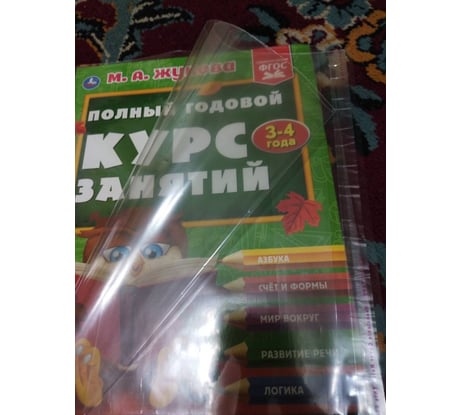 М. А. Жукова
ФГОС
ПОЛНЫЙ ГОДОВОЙ
КУРС
ЗАНЯТИЙ
3-4
ГОДА
АЗБУКА
СЧЁТ И ФОРМЫ
МИР ВОКРУГ
РАЗВИТИЕ РЕЧИ
ЛОГИКА